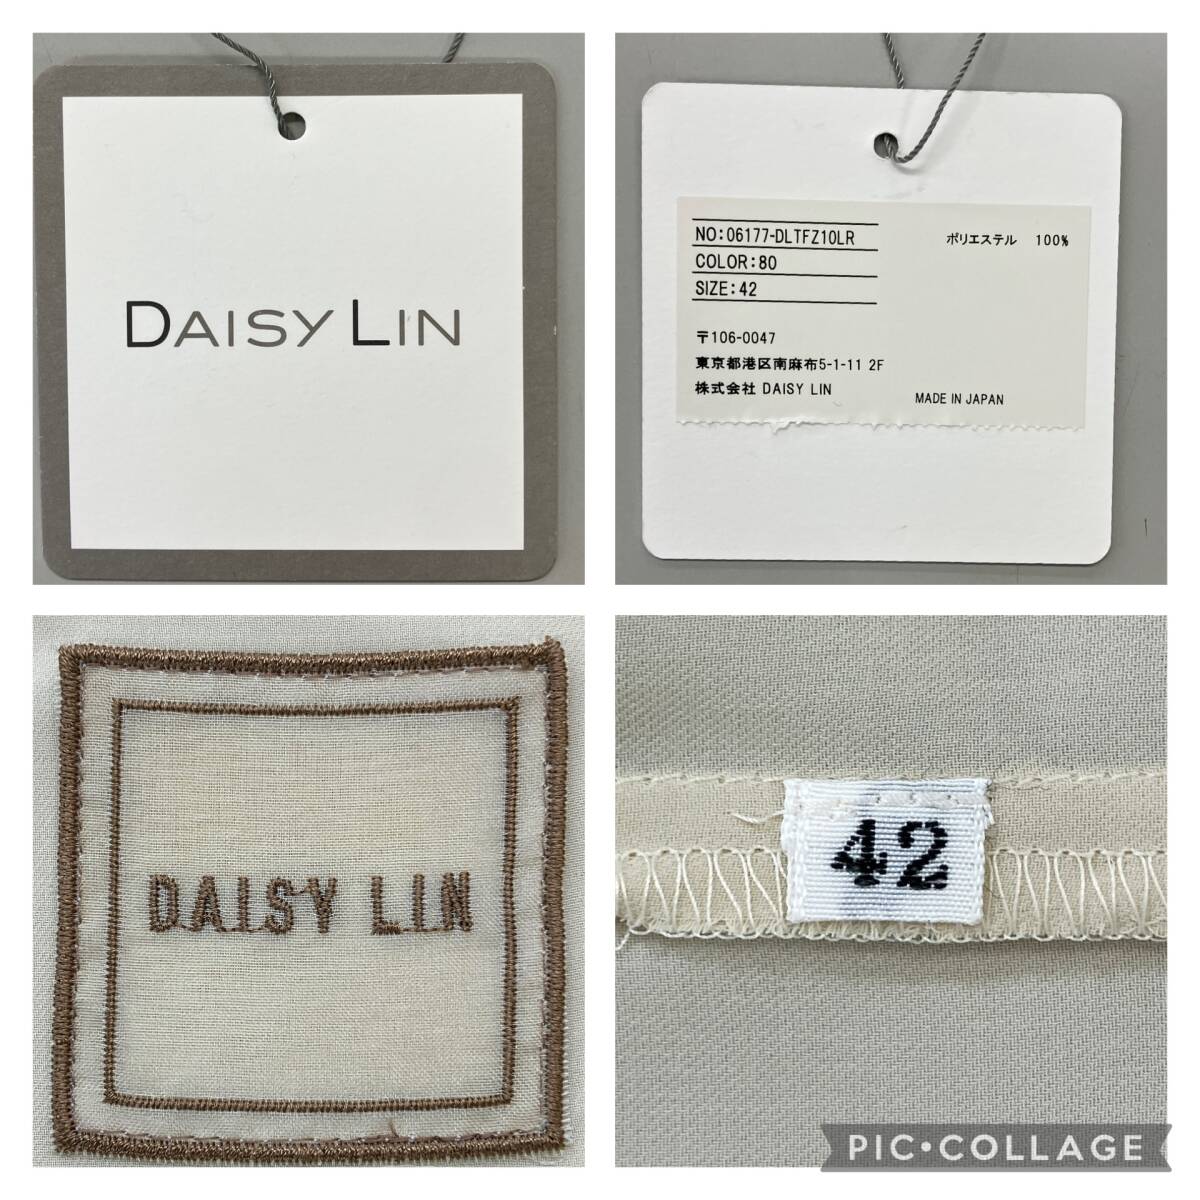 DAISY LIN
NO:06177-DLTFZ10LR
ポリエステル 100%
COLOR:80
SIZE:42
〒106-0047
東京都港区南麻布5-1-11 2F
株式会社 DAISY LIN
MADE IN JAPAN
DAISY LIN
42
PIC•COLLAGE